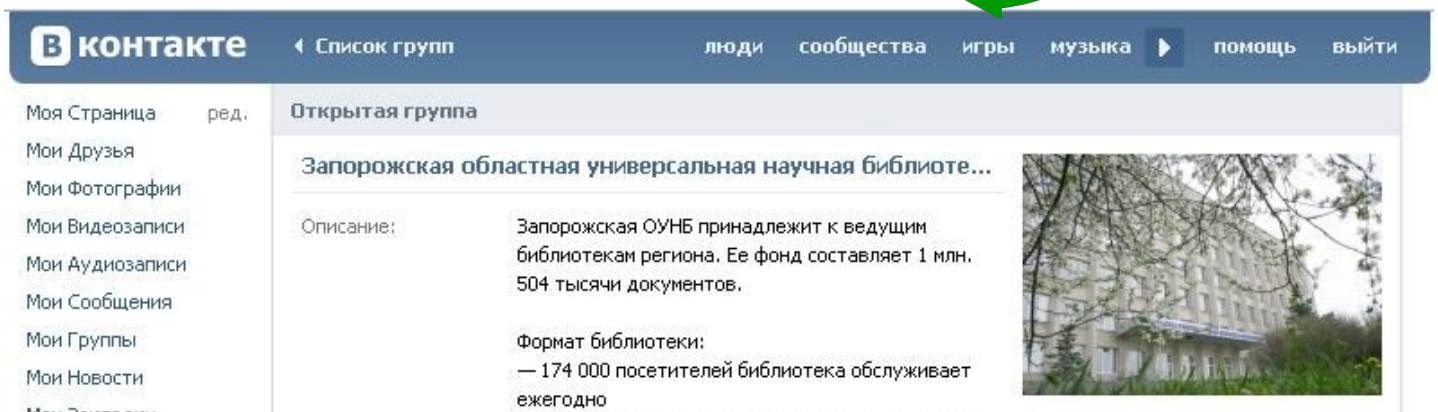 В контакте
Список групп
люди сообщества игры музыка помощь выйти
Моя Страница ред.
Мои Друзья
Мои Фотографии
Мои Видеозаписи
Мои Аудиозаписи
Мои Сообщения
Мои Группы
Мои Новости
Открытая группа
Запорожская областная универсальная научная библиоте...
Описание:
Запорожская ОУНБ принадлежит к ведущим
библиотекам региона. Ее фонд составляет 1 млн.
504 тысячи документов.
Формат библиотеки:
— 174 000 посетителей библиотека обслуживает
ежегодно